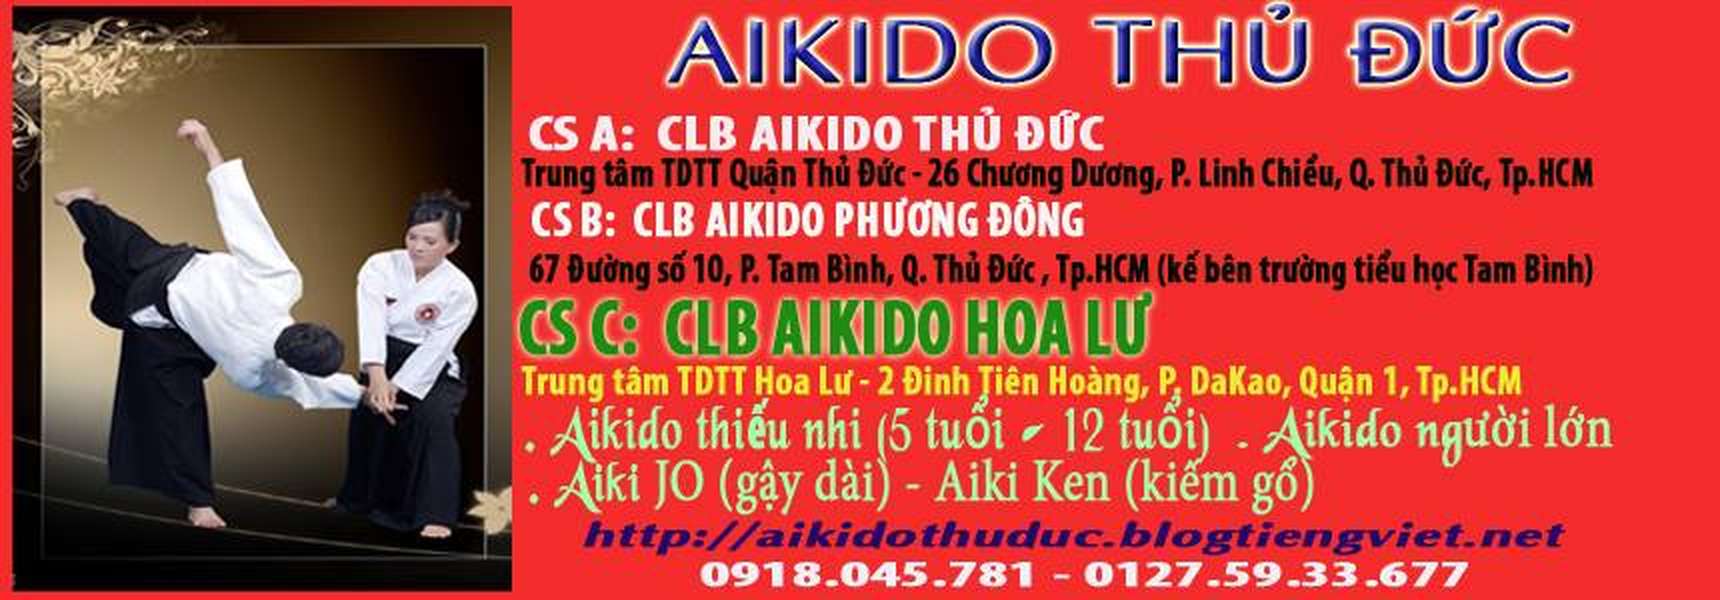 AIKIDO THỦ ĐỨC
CS A: CLB AIKIDO THỦ ĐỨC
Trung tâm TDTT Quận Thủ Đức - 26 Chương Dương, P. Linh Chiểu, Q. Thủ Đức, Tp.HCM
CS B: CLB AIKIDO PHƯƠNG ĐÔNG
67 Đường số 10, P. Tam Bình, Q. Thủ Đức , Tp.HCM (kế bên trường tiểu học Tam Bình)
CS C: CLB AIKIDO HOA LƯ
Trung tâm TDTT Hoa Lư - 2 Đinh Tiên Hoàng, P. DaKao, Quận 1, Tp.HCM
. Aikido thiếu nhi (5 tuổi - 12 tuổi) - Aikido người lớn
. Aiki JO (gậy dài) - Aiki Ken (kiếm gổ)
http://aikidothuduc.blogtiengviet.net
0918.045.781 - 0127.59.33.677